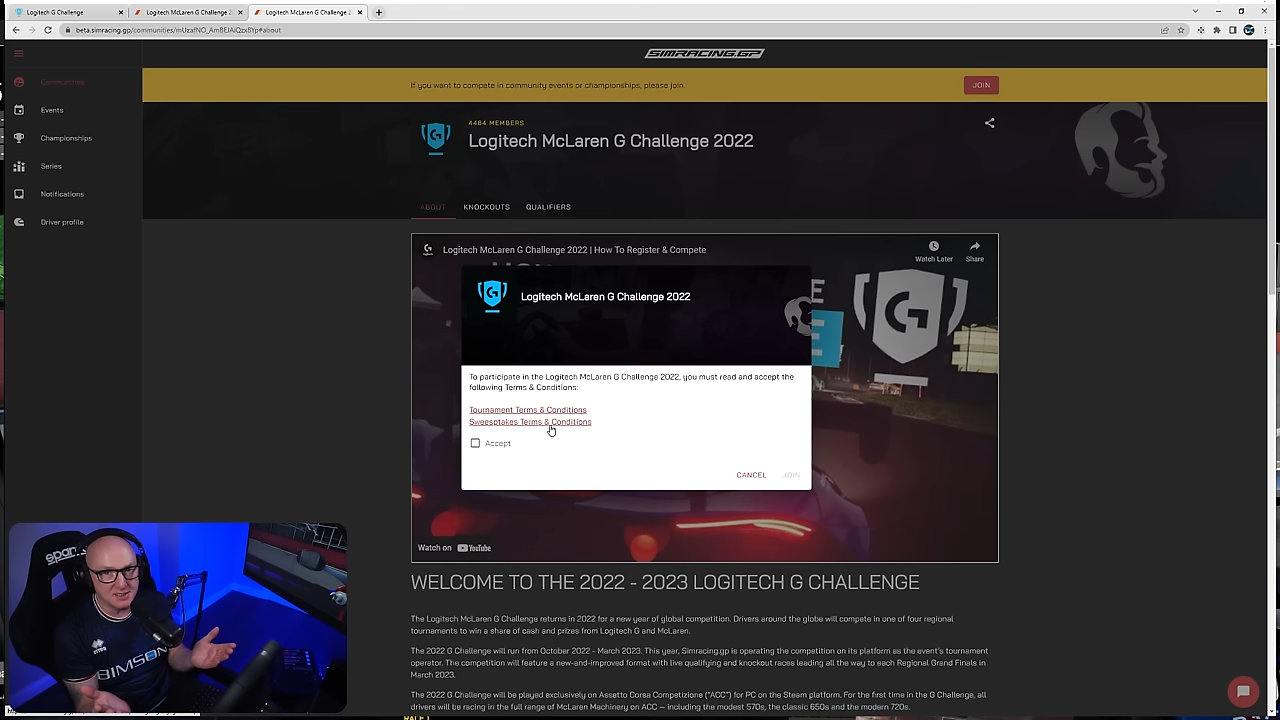 Logitech G Challenge
Logitech McLaren G Challenge 2
Logitech McLaren G Challenge 2
beta.simracing.gp/communities/mUzafNO_AmBEIAiQzx8Yp#about
SIMRACING.GP
Communities
Events
Championships
Series
Notifications
Driver profile
If you want to compete in community events or championships, please join.
JOIN
4464 MEMBERS
Logitech McLaren G Challenge 2022
ABOUT KNOCKOUTS QUALIFIERS
Logitech McLaren G Challenge 2022 | How To Register & Compete
Watch Later
Share
Logitech McLaren G Challenge 2022
To participate in the Logitech McLaren G Challenge 2022, you must read and accept the
following Terms & Conditions:
Tournament Terms & Conditions
Sweeptakes Terms & Conditions
Accept
CANCEL JOIN
Watch on YouTube
WELCOME TO THE 2022 - 2023 LOGITECH G CHALLENGE
The Logitech McLaren G Challenge returns in 2022 for a new year of global competition. Drivers around the globe will compete in one of four regional
tournaments to win a share of cash and prizes from Logitech G and McLaren.
The 2022 G Challenge will run from October 2022 - March 2023. This year, Simracing.gp is operating the competition on its platform as the event's tournament
operator. The competition will feature a new-and-improved format with live qualifying and knockout races leading all the way to each Regional Grand Finals in
March 2023.
The 2022 G Challenge will be played exclusively on Assetto Corsa Competizione ("ACC") for PC on the Steam platform. For the first time in the G Challenge, all
drivers will be racing in the full range of McLaren Machinery on ACC — including the modest 570s, the classic 650s and the modern 720s.